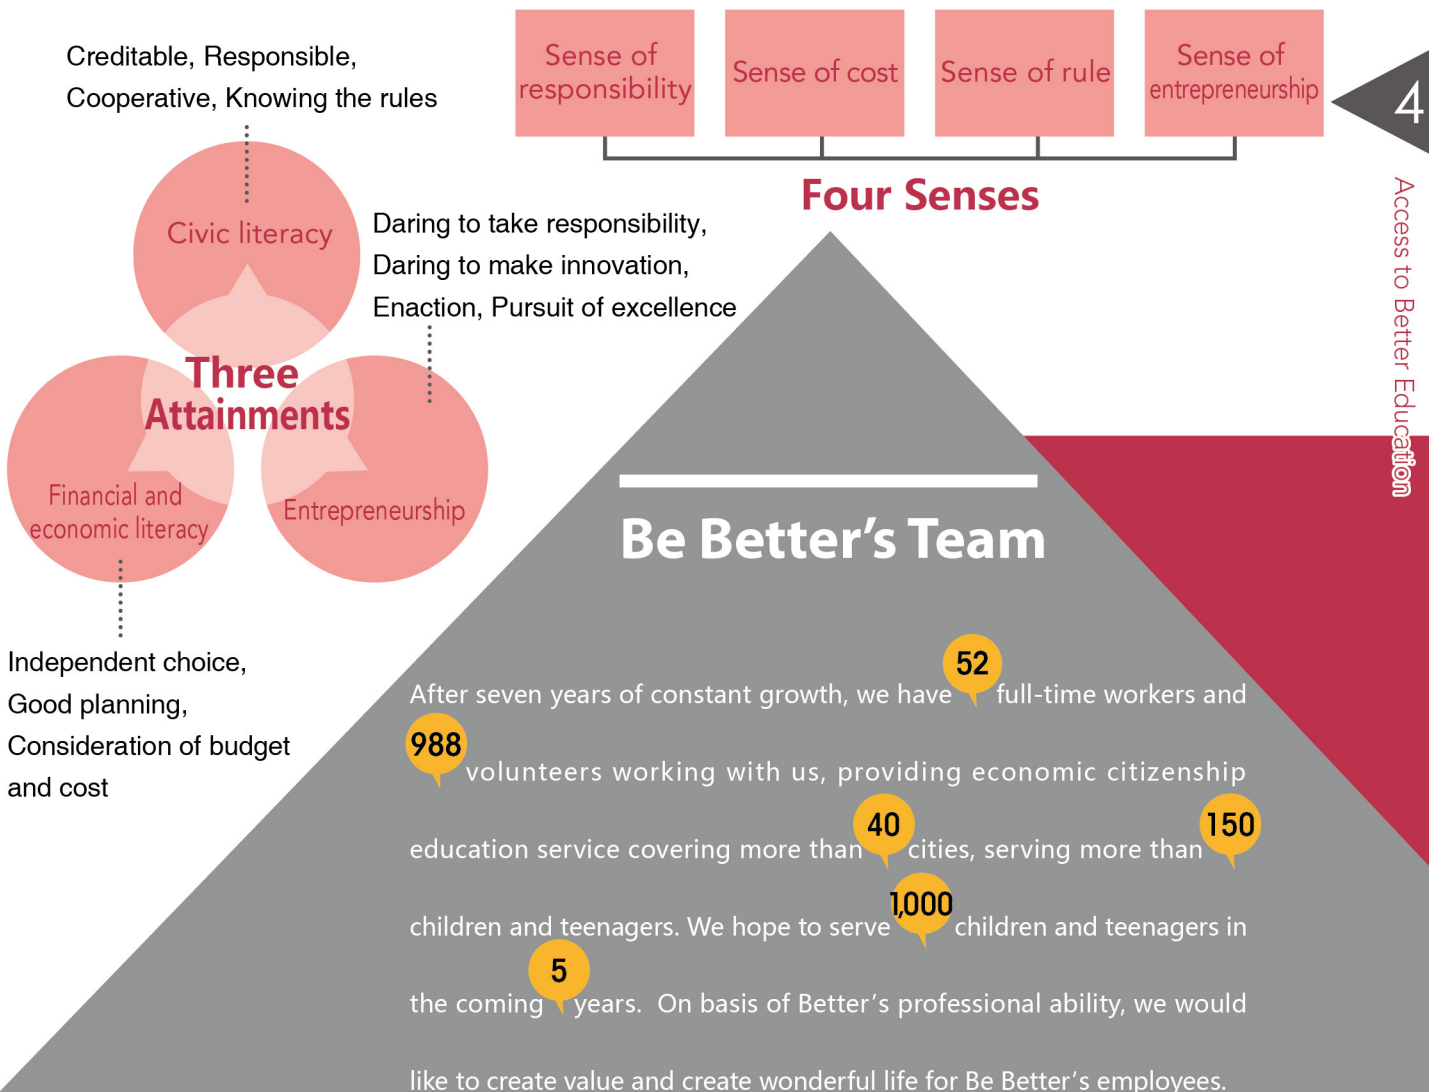 Creditable, Responsible,
Cooperative, Knowing the rules
Civic literacy
Daring to take responsibility,
Daring to make innovation,
Enaction, Pursuit of excellence
Three
Attainments
Financial and
economic literacy
Entrepreneurship
Independent choice,
Good planning,
Consideration of budget
and cost
Sense of
responsibility
Sense of cost
Sense of rule
Sense of
entrepreneurship
Four Senses
4
Access to Better Education
Be Better’s Team
After seven years of constant growth, we have 52 full-time workers and
988 volunteers working with us, providing economic citizenship
education service covering more than 40 cities, serving more than 150
children and teenagers. We hope to serve 1,000 children and teenagers in
the coming 5 years. On basis of Better’s professional ability, we would
like to create value and create wonderful life for Be Better’s employees.